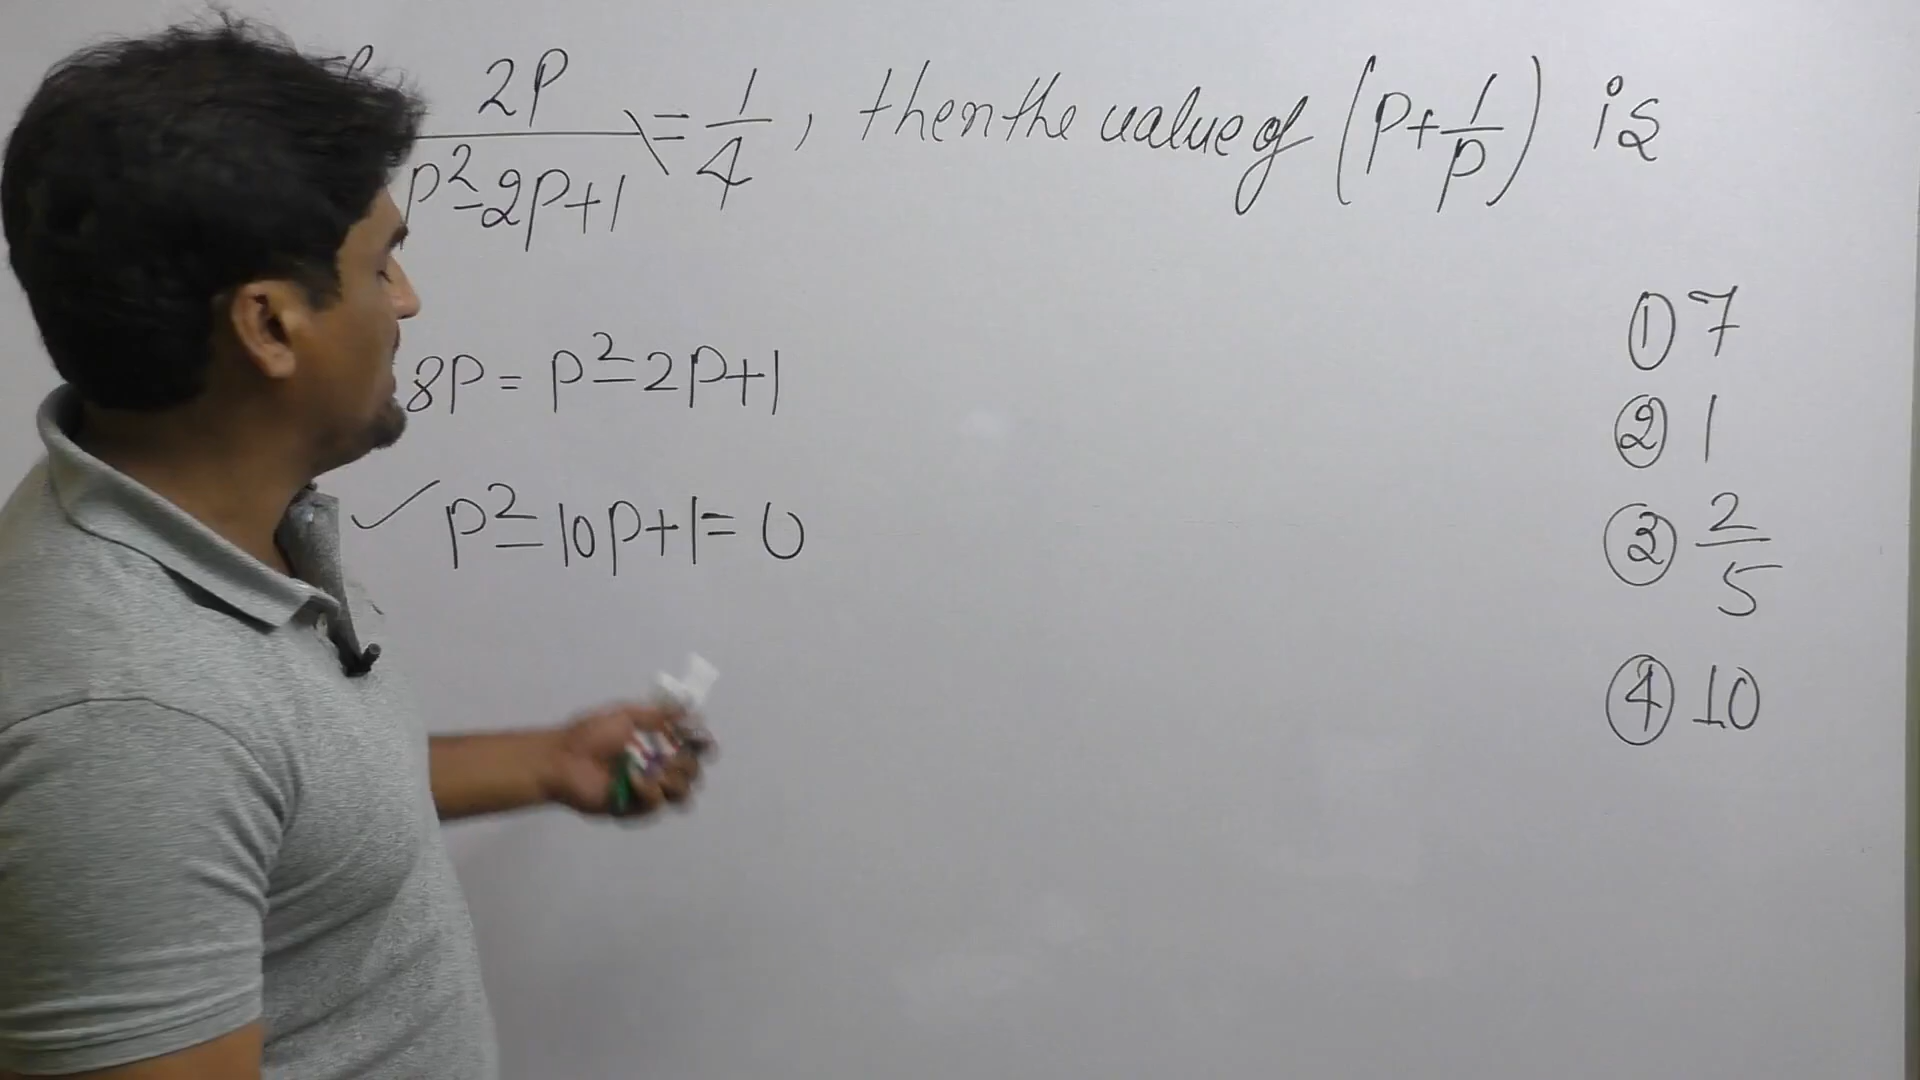 2P/P²-2P+1 = 1/4, then the value of (P+1/P) is
① 7
8P = P²-2P+1
② 1
P²-10P+1=0
③ 2/5
④ 10